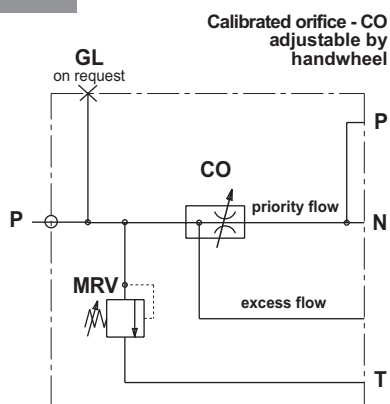 Calibrated orifice - CO
adjustable by
handwheel
GL
on request
P
CO
P
priority flow
N
MRV
excess flow
T